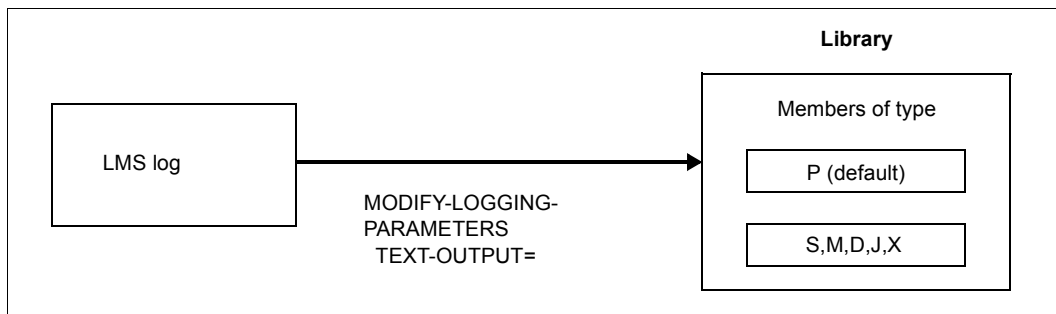 Library
Members of type
LMS log
P (default)
MODIFY-LOGGING-
PARAMETERS
TEXT-OUTPUT=
S,M,D,J,X